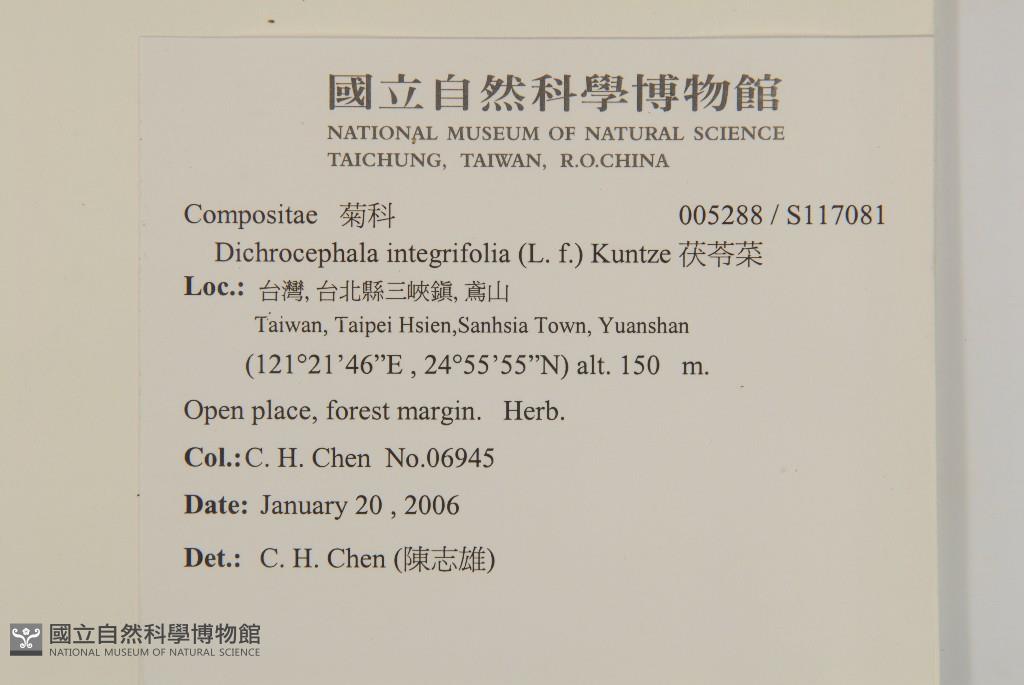 國立自然科學博物館
NATIONAL MUSEUM OF NATURAL SCIENCE
TAICHUNG, TAIWAN, R.O.CHINA
Compositae 菊科 005288 / S117081
Dichrocephala integrifolia (L. f.) Kuntze 茯苓菜
Loc.: 台灣, 台北縣三峽鎮, 鳶山
Taiwan, Taipei Hsien,Sanhsia Town, Yuanshan
(121°21’46”E , 24°55’55”N) alt. 150 m.
Open place, forest margin. Herb.
Col.: C. H. Chen No.06945
Date: January 20 , 2006
Det.: C. H. Chen (陳志雄)
國立自然科學博物館
NATIONAL MUSEUM OF NATURAL SCIENCE